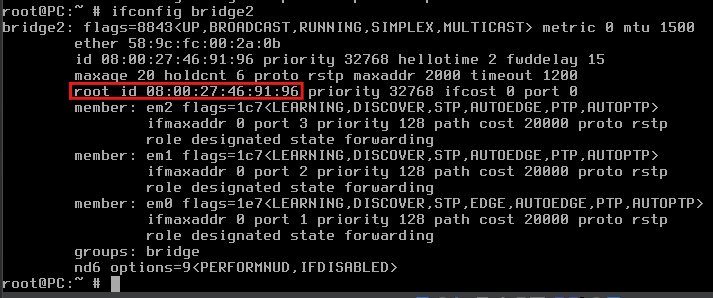 root@PC:~ # ifconfig bridge2
bridge2: flags=8843<UP,BROADCAST,RUNNING,SIMPLEX,MULTICAST> metric 0 mtu 1500
ether 58:9c:fc:00:2a:0b
id 08:00:27:46:91:96 priority 32768 hellotime 2 fwddelay 15
maxage 20 holdcnt 6 proto rstp maxaddr 2000 timeout 1200
root id 08:00:27:46:91:96 priority 32768 ifcost 0 port 0
member: em2 flags=1c7<LEARNING,DISCOVER,STP,AUTOEDGE,PTP,AUTOPTP>
ifmaxaddr 0 port 3 priority 128 path cost 20000 proto rstp
role designated state forwarding
member: em1 flags=1c7<LEARNING,DISCOVER,STP,AUTOEDGE,PTP,AUTOPTP>
ifmaxaddr 0 port 2 priority 128 path cost 20000 proto rstp
role designated state forwarding
member: em0 flags=1e7<LEARNING,DISCOVER,STP,EDGE,AUTOEDGE,PTP,AUTOPTP>
ifmaxaddr 0 port 1 priority 128 path cost 20000 proto rstp
role designated state forwarding
groups: bridge
nd6 options=9<PERFORMNUD,IFDISABLED>
root@PC:~ #